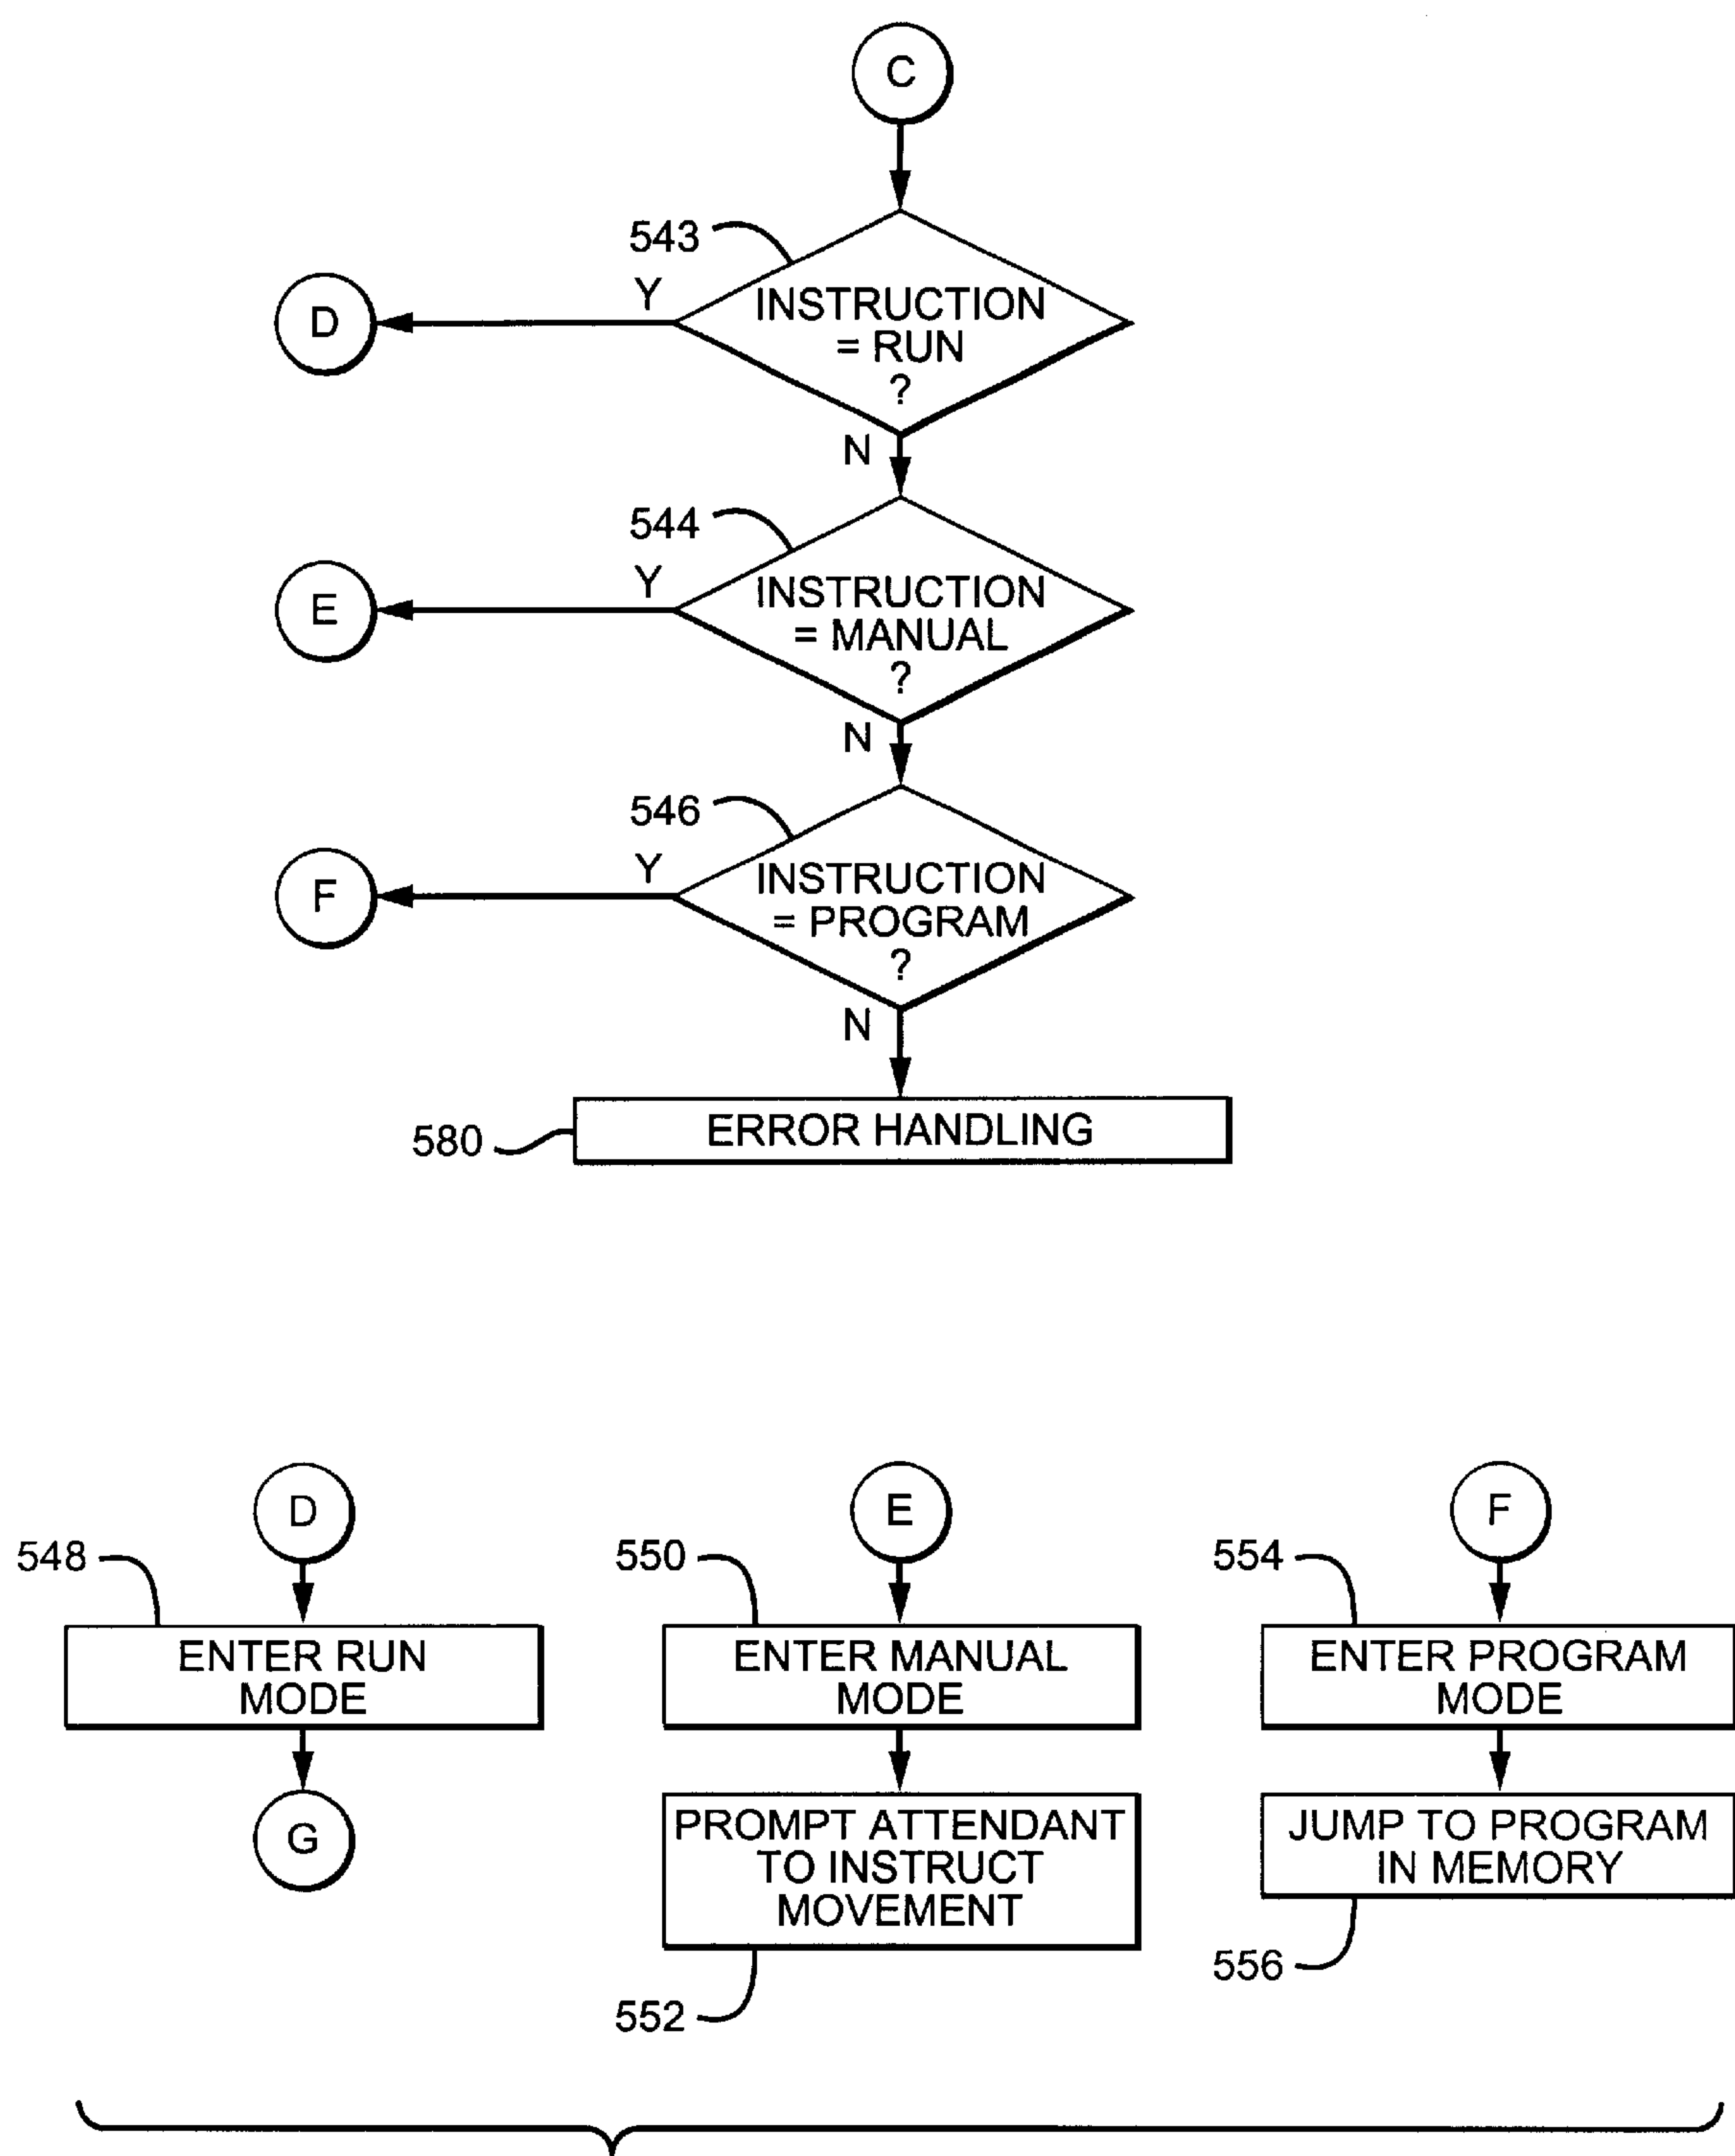 C
543
Y
INSTRUCTION
= RUN
?
D
N
544
Y
INSTRUCTION
= MANUAL
?
E
N
546
Y
INSTRUCTION
= PROGRAM
?
F
N
ERROR HANDLING
580
D
548
ENTER RUN
MODE
G
E
550
ENTER MANUAL
MODE
PROMPT ATTENDANT
TO INSTRUCT
MOVEMENT
552
F
554
ENTER PROGRAM
MODE
JUMP TO PROGRAM
IN MEMORY
556